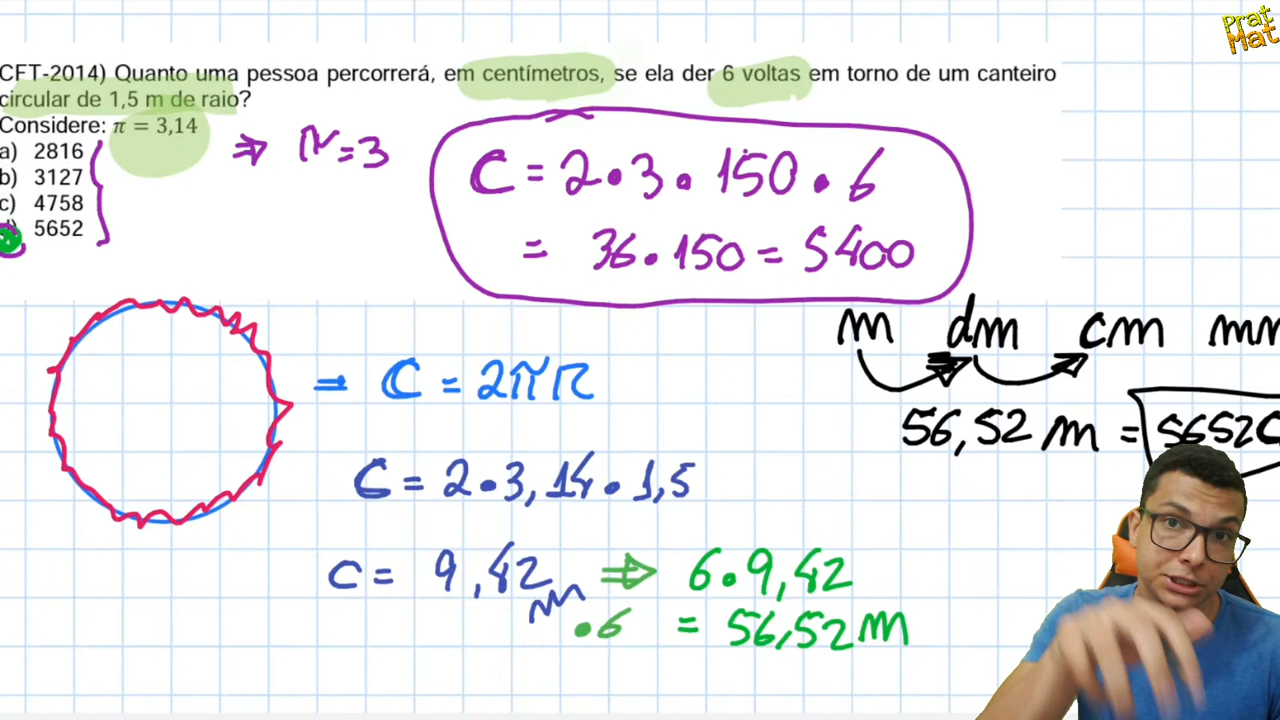 Prat
Mat
CFT-2014) Quanto uma pessoa percorrerá, em centímetros, se ela der 6 voltas em torno de um canteiro
circular de 1,5 m de raio?
Considere: π = 3,14
a) 2816
b) 3127
c) 4758
5652
⇒ π = 3
C = 2 • 3 • 150 • 6
= 36 • 150 = 5400
m dm cm mm
56,52 m = 5652C
= C = 2πr
C = 2 • 3,14 • 1,5
C = 9,42 m ⇒ 6 • 9,42
• 6 = 56,52 m